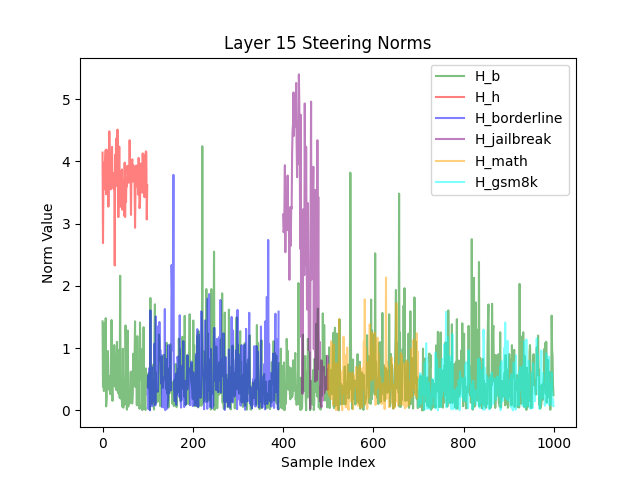 Layer 15 Steering Norms
H_b
H_h
H_borderline
H_jailbreak
H_math
H_gsm8k
Norm Value
5
4
3
2
1
0
0
200
400
600
800
1000
Sample Index